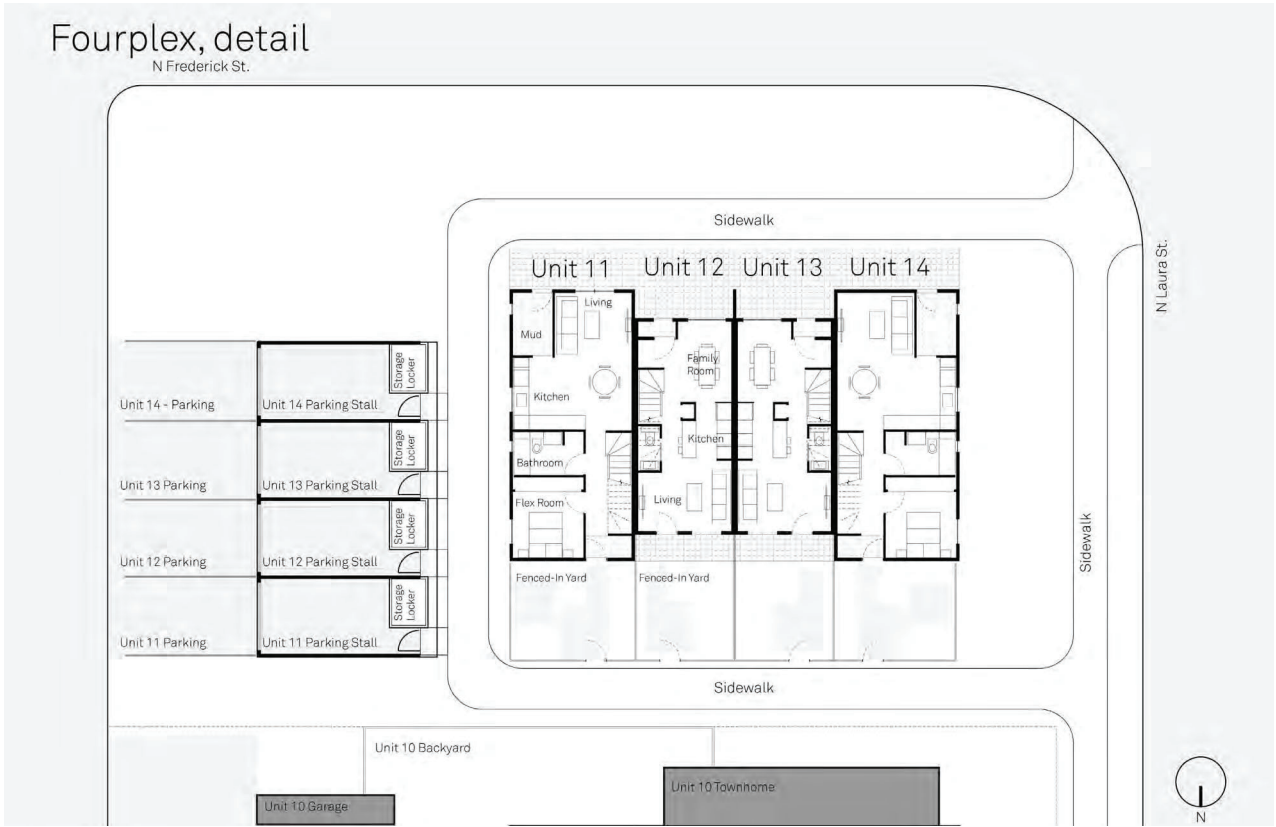 Fourplex, detail
N Frederick St.
Sidewalk
N Laura St.
Unit 11
Unit 12
Unit 13
Unit 14
Living
Mud
Family
Room
Kitchen
Kitchen
Bathroom
Living
Flex Room
Fenced-In Yard
Fenced-In Yard
Storage
Locker
Unit 14 - Parking
Unit 14 Parking Stall
Storage
Locker
Unit 13 Parking
Unit 13 Parking Stall
Storage
Locker
Unit 12 Parking
Unit 12 Parking Stall
Storage
Locker
Unit 11 Parking
Unit 11 Parking Stall
Sidewalk
Sidewalk
Unit 10 Backyard
Unit 10 Townhome
Unit 10 Garage
N